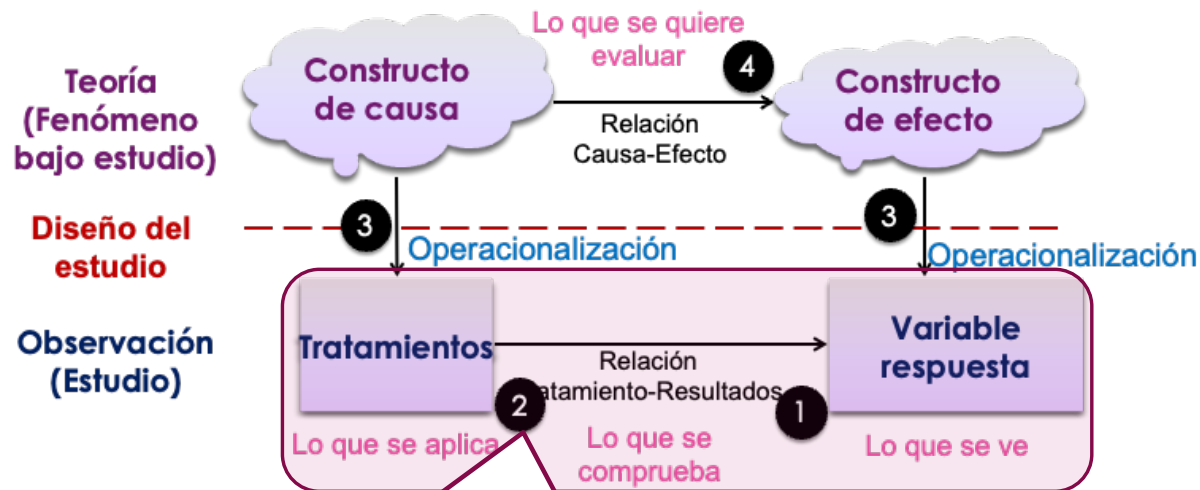 Lo que se quiere
evaluar
4
Teoría
(Fenómeno
bajo estudio)
Constructo
de causa
Constructo
de efecto
Relación
Causa-Efecto
3
3
Diseño del
estudio
Operacionalización
Operacionalización
Observación
(Estudio)
Tratamientos
Variable
respuesta
Relación
atamiento-Resultados
2
1
Lo que se aplica
Lo que se
comprueba
Lo que se ve